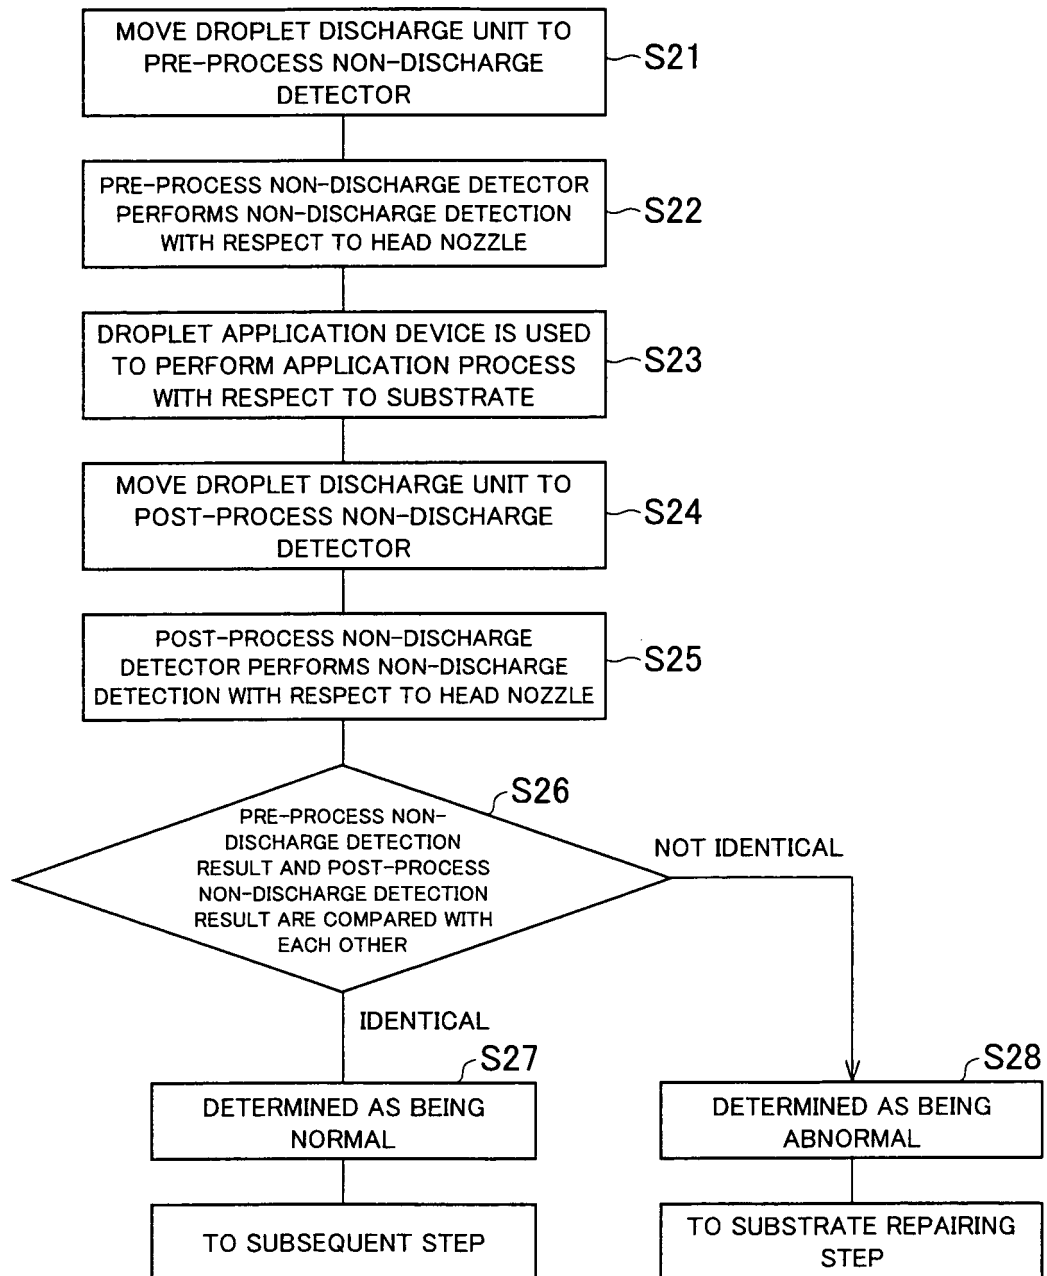 MOVE DROPLET DISCHARGE UNIT TO
PRE-PROCESS NON-DISCHARGE
DETECTOR
S21
PRE-PROCESS NON-DISCHARGE DETECTOR
PERFORMS NON-DISCHARGE DETECTION
WITH RESPECT TO HEAD NOZZLE
S22
DROPLET APPLICATION DEVICE IS USED
TO PERFORM APPLICATION PROCESS
WITH RESPECT TO SUBSTRATE
S23
MOVE DROPLET DISCHARGE UNIT TO
POST-PROCESS NON-DISCHARGE
DETECTOR
S24
POST-PROCESS NON-DISCHARGE
DETECTOR PERFORMS NON-DISCHARGE
DETECTION WITH RESPECT TO HEAD NOZZLE
S25
S26
PRE-PROCESS NON-
DISCHARGE DETECTION
RESULT AND POST-PROCESS
NON-DISCHARGE DETECTION
RESULT ARE COMPARED WITH
EACH OTHER
NOT IDENTICAL
IDENTICAL
S27
DETERMINED AS BEING
NORMAL
S28
DETERMINED AS BEING
ABNORMAL
TO SUBSEQUENT STEP
TO SUBSTRATE REPAIRING
STEP